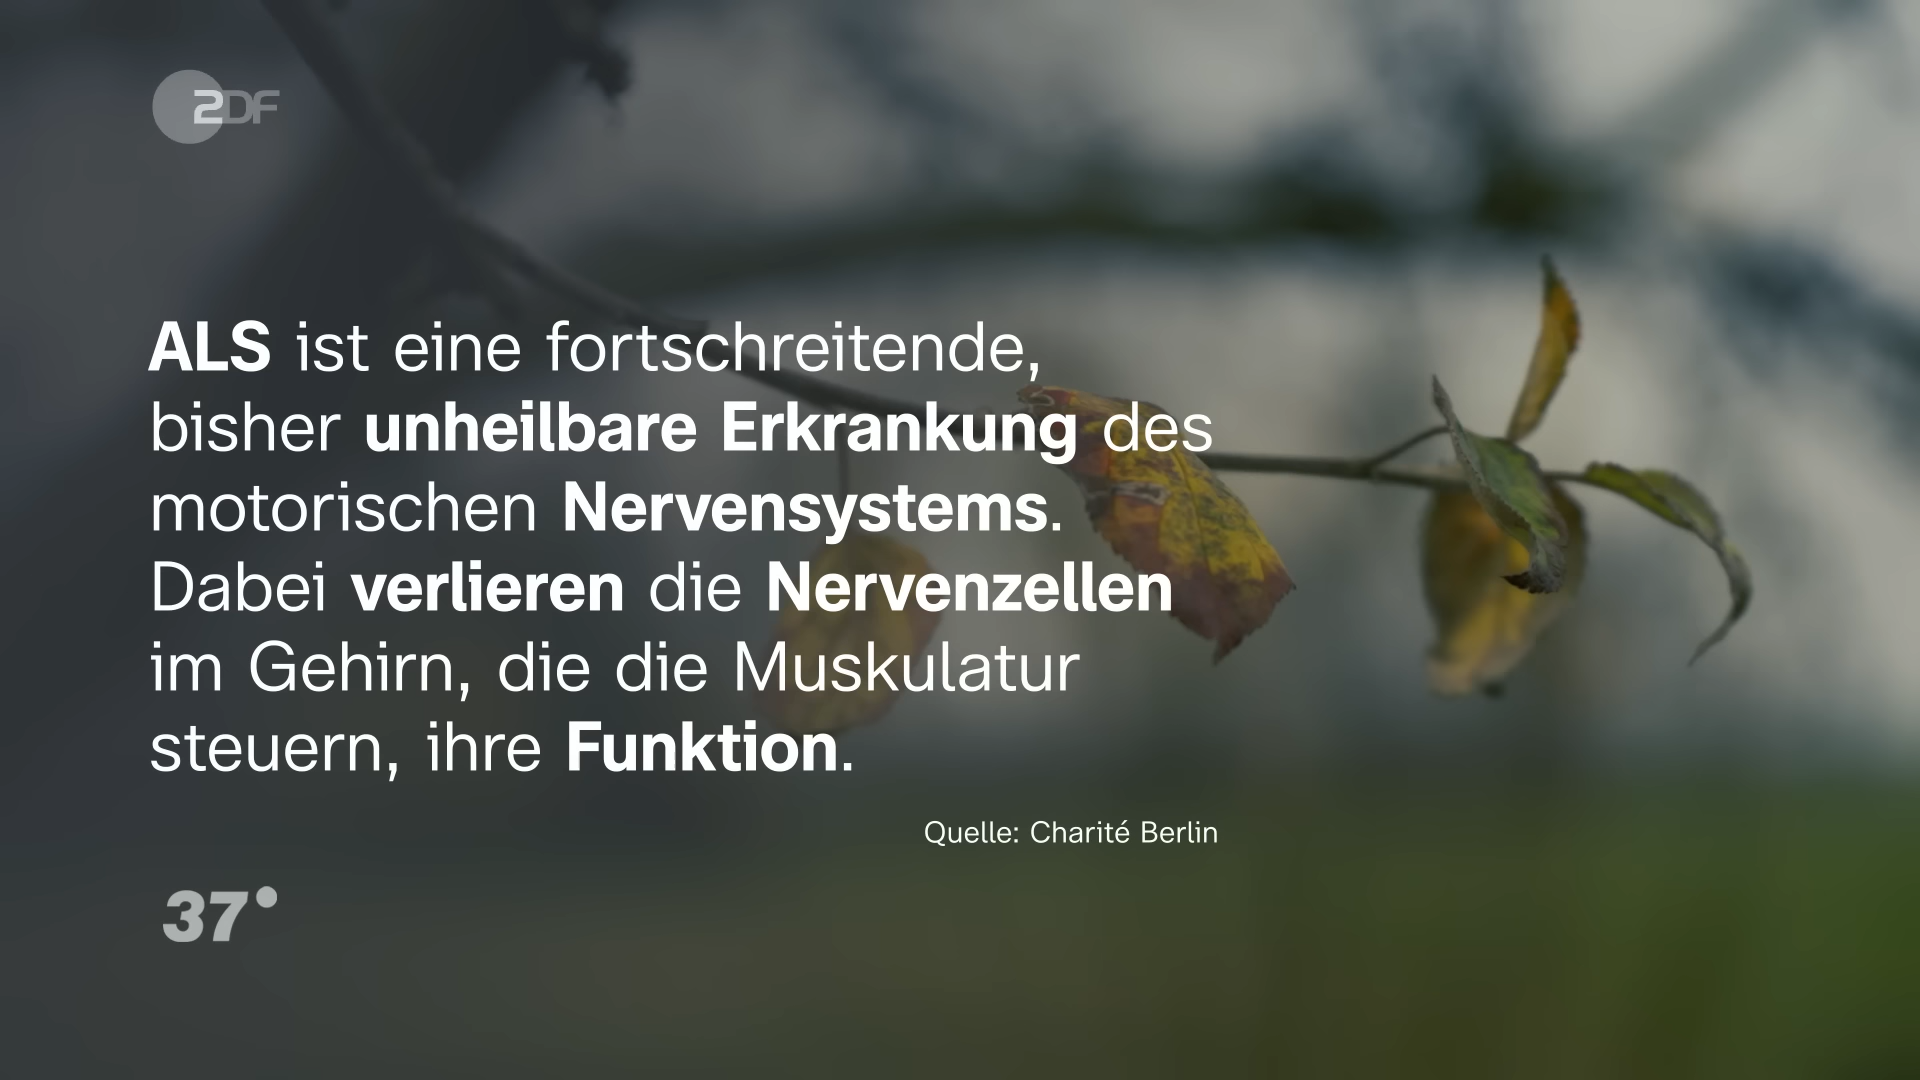 ZDF
ALS ist eine fortschreitende,
bisher unheilbare Erkrankung des
motorischen Nervensystems.
Dabei verlieren die Nervenzellen
im Gehirn, die die Muskulatur
steuern, ihre Funktion.
Quelle: Charité Berlin
37°